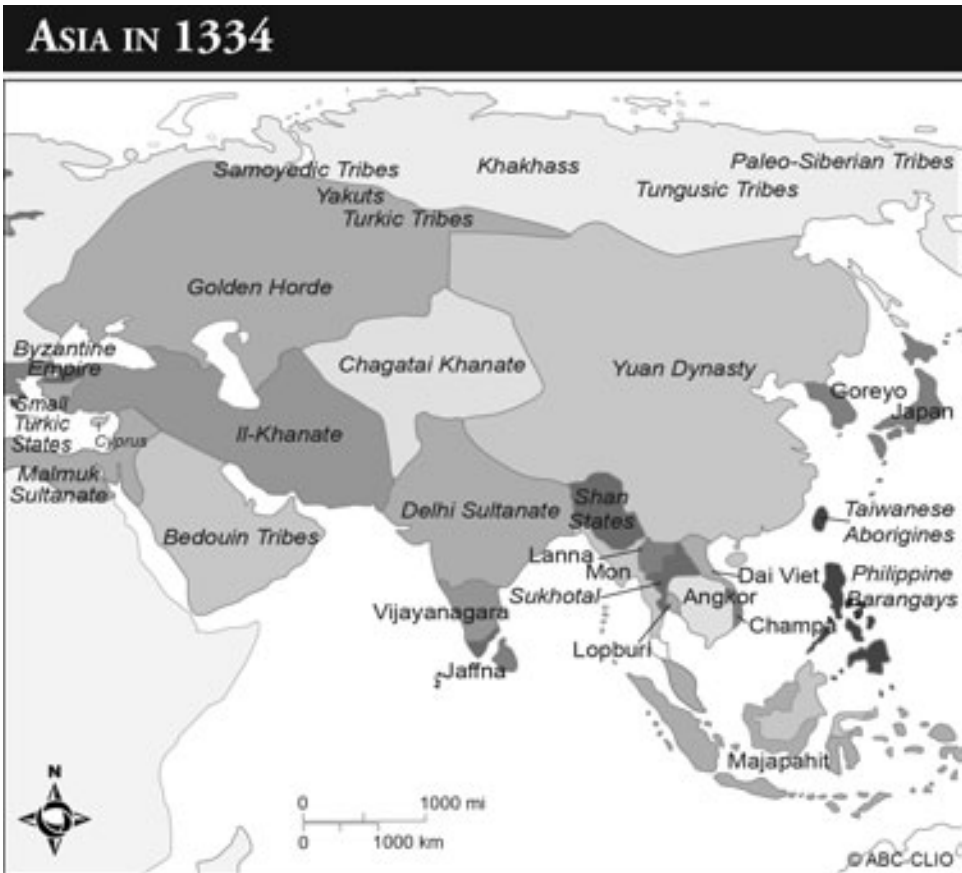 ASIA IN 1334
Samoyedic Tribes
Khakhass
Paleo-Siberian Tribes
Yakuts
Tungusic Tribes
Turkic Tribes
Golden Horde
Byzantine
Empire
Chagatai Khanate
Yuan Dynasty
Goreyo
Japan
Small
Turkic
States
Cyprus
Il-Khanate
Malmuk
Sultanate
Bedouin Tribes
Delhi Sultanate
Shan
States
Taiwanese
Aborigines
Lanna
Mon
Dai Viet
Philippine
Barangays
Sukhotal
Angkor
Vijayanagara
Champa
Lopburi
Jaffna
Majapahit
N
0 1000 mi
0 1000 km
© ABC-CLIO